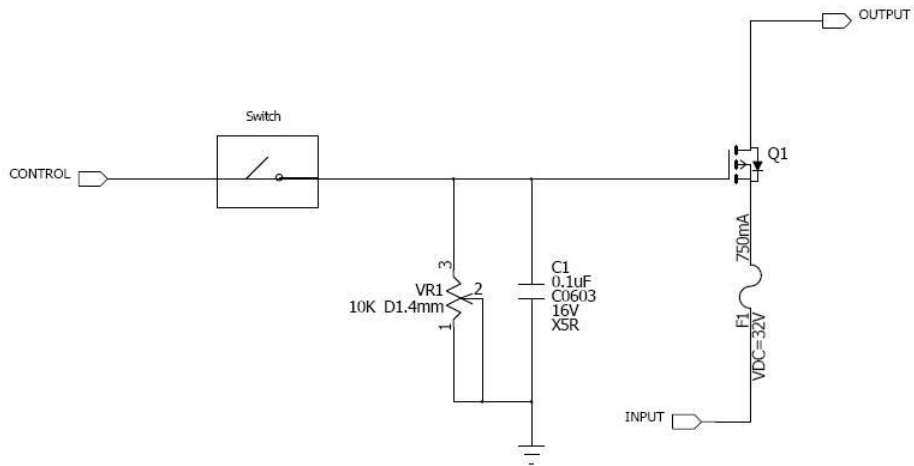 OUTPUT
Switch
CONTROL
Q1
750mA
3
VR1
2
10K D1.4mm
1
C1
0.1uF
C0603
16V
X5R
F1
VDC=32V
INPUT